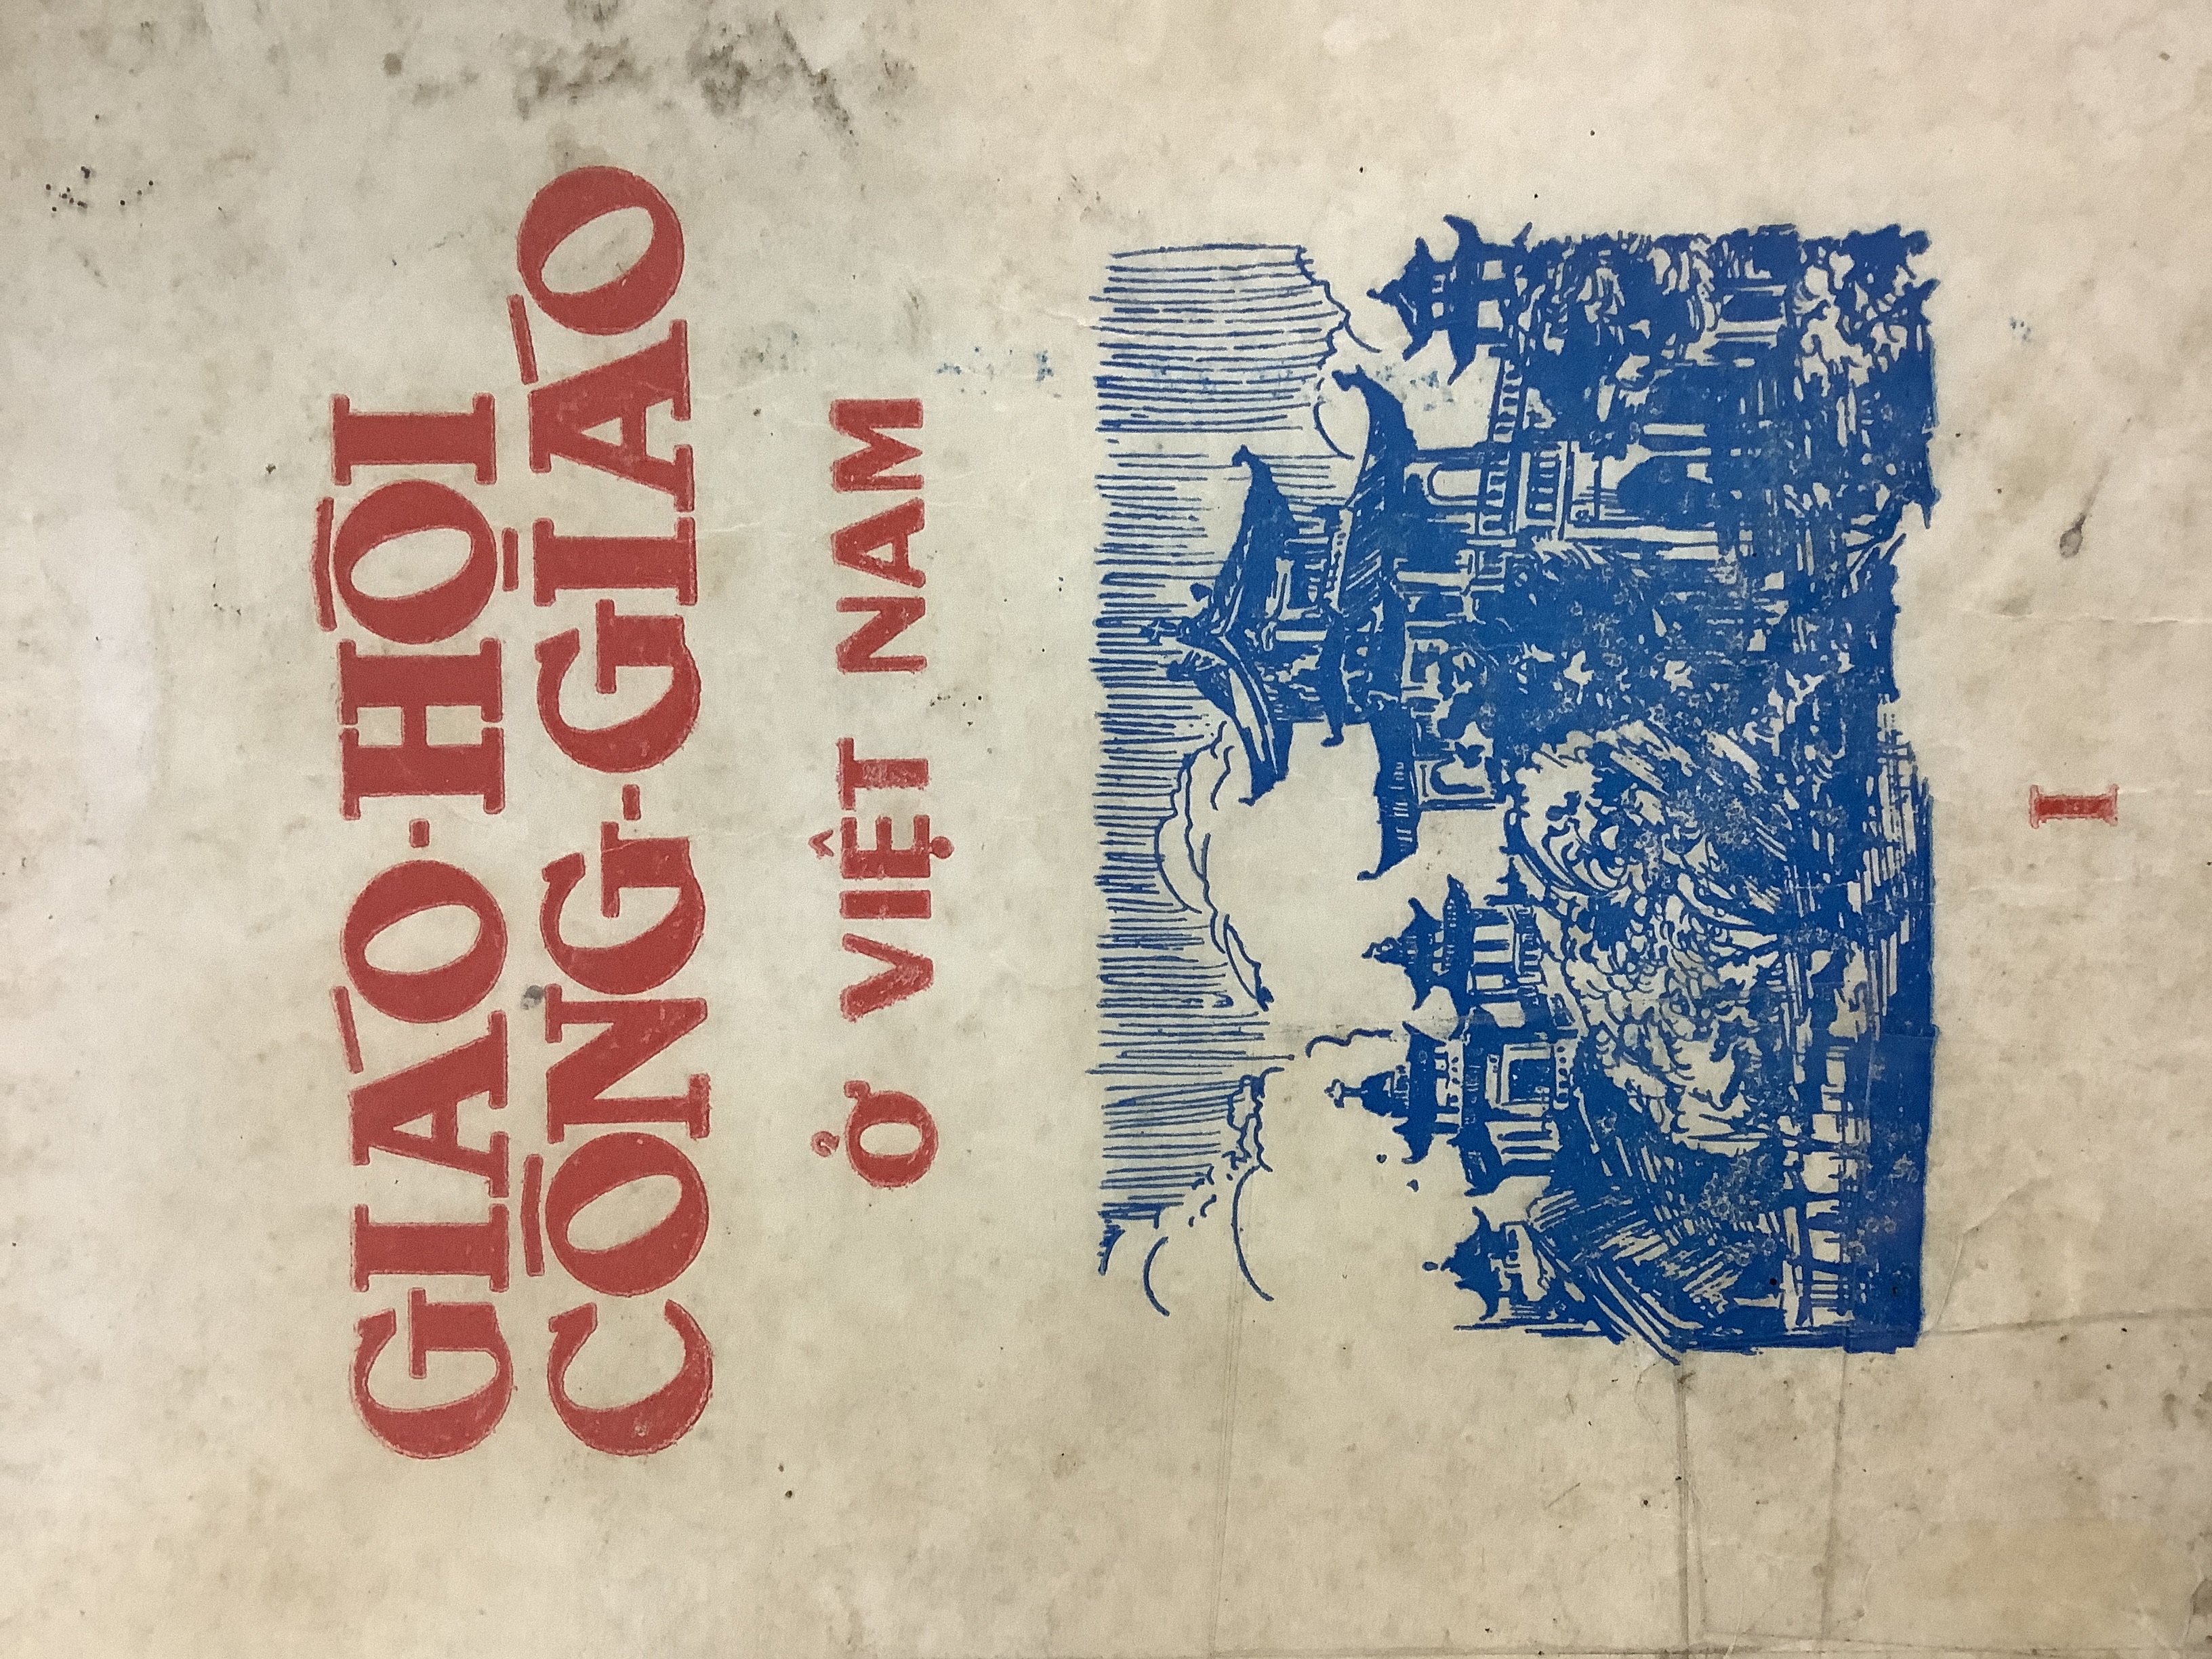 GIÁO-HỘI
CÔNG-GIÁO
Ở VIỆT NAM
I